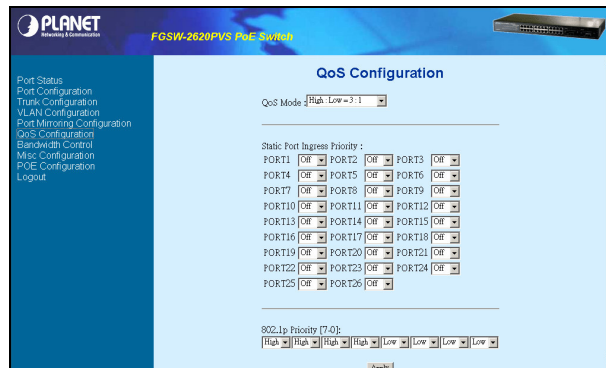 PLANET
Networking & Communication
FGSW-2620PVS PoE Switch
Port Status
Port Configuration
Trunk Configuration
VLAN Configuration
Port Mirroring Configuration
QoS Configuration
Bandwidth Control
Misc Configuration
POE Configuration
Logout
QoS Configuration
QoS Mode : High : Low = 3 : 1
Static Port Ingress Priority :
PORT1 Off PORT2 Off PORT3 Off
PORT4 Off PORT5 Off PORT6 Off
PORT7 Off PORT8 Off PORT9 Off
PORT10 Off PORT11 Off PORT12 Off
PORT13 Off PORT14 Off PORT15 Off
PORT16 Off PORT17 Off PORT18 Off
PORT19 Off PORT20 Off PORT21 Off
PORT22 Off PORT23 Off PORT24 Off
PORT25 Off PORT26 Off
802.1p Priority [7-0]:
High High High High Low Low Low Low
Apply